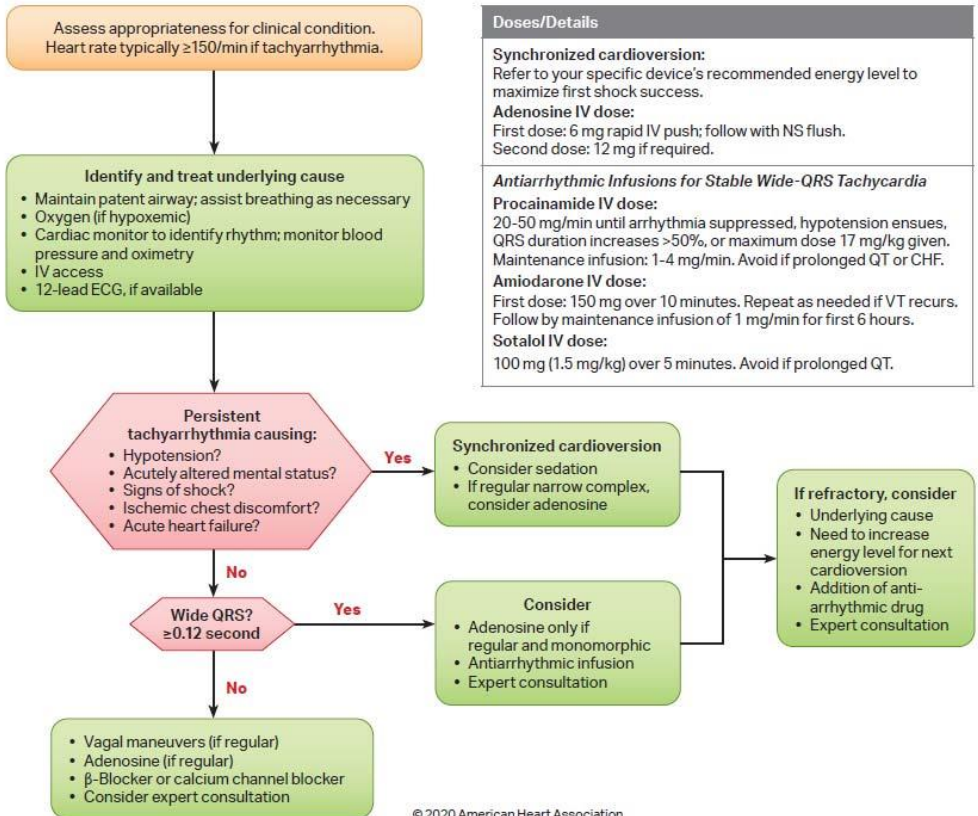 Assess appropriateness for clinical condition.
Heart rate typically ≥150/min if tachyarrhythmia.
Identify and treat underlying cause
• Maintain patent airway; assist breathing as necessary
• Oxygen (if hypoxemic)
• Cardiac monitor to identify rhythm; monitor blood
pressure and oximetry
• IV access
• 12-lead ECG, if available
Persistent
tachyarrhythmia causing:
• Hypotension?
• Acutely altered mental status?
• Signs of shock?
• Ischemic chest discomfort?
• Acute heart failure?
Yes
Synchronized cardioversion
• Consider sedation
• If regular narrow complex,
consider adenosine
No
Wide QRS?
≥0.12 second
Yes
Consider
• Adenosine only if
regular and monomorphic
• Antiarrhythmic infusion
• Expert consultation
If refractory, consider
• Underlying cause
• Need to increase
energy level for next
cardioversion
• Addition of anti-
arrhythmic drug
• Expert consultation
No
• Vagal maneuvers (if regular)
• Adenosine (if regular)
• β-Blocker or calcium channel blocker
• Consider expert consultation
Doses/Details
Synchronized cardioversion:
Refer to your specific device's recommended energy level to
maximize first shock success.
Adenosine IV dose:
First dose: 6 mg rapid IV push; follow with NS flush.
Second dose: 12 mg if required.
Antiarrhythmic Infusions for Stable Wide-QRS Tachycardia
Procainamide IV dose:
20-50 mg/min until arrhythmia suppressed, hypotension ensues,
QRS duration increases >50%, or maximum dose 17 mg/kg given.
Maintenance infusion: 1-4 mg/min. Avoid if prolonged QT or CHF.
Amiodarone IV dose:
First dose: 150 mg over 10 minutes. Repeat as needed if VT recurs.
Follow by maintenance infusion of 1 mg/min for first 6 hours.
Sotalol IV dose:
100 mg (1.5 mg/kg) over 5 minutes. Avoid if prolonged QT.
© 2020 American Heart Association